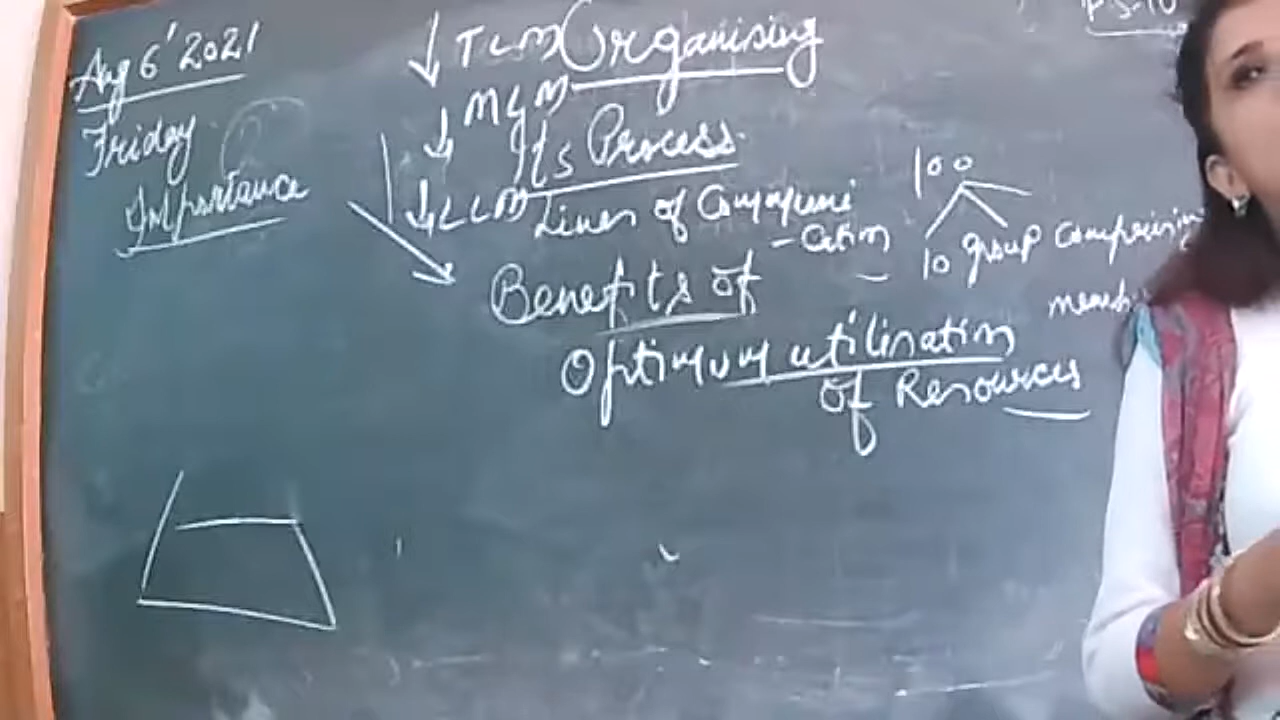 Aug 6' 2021
Friday
Importance
↓ TLM Organising
↓ MLM
Its Process
↓ LLM Lines of Communi
- cation
100
10 group comprising
memb
Benefits of
Optimum utilisation
of Resources